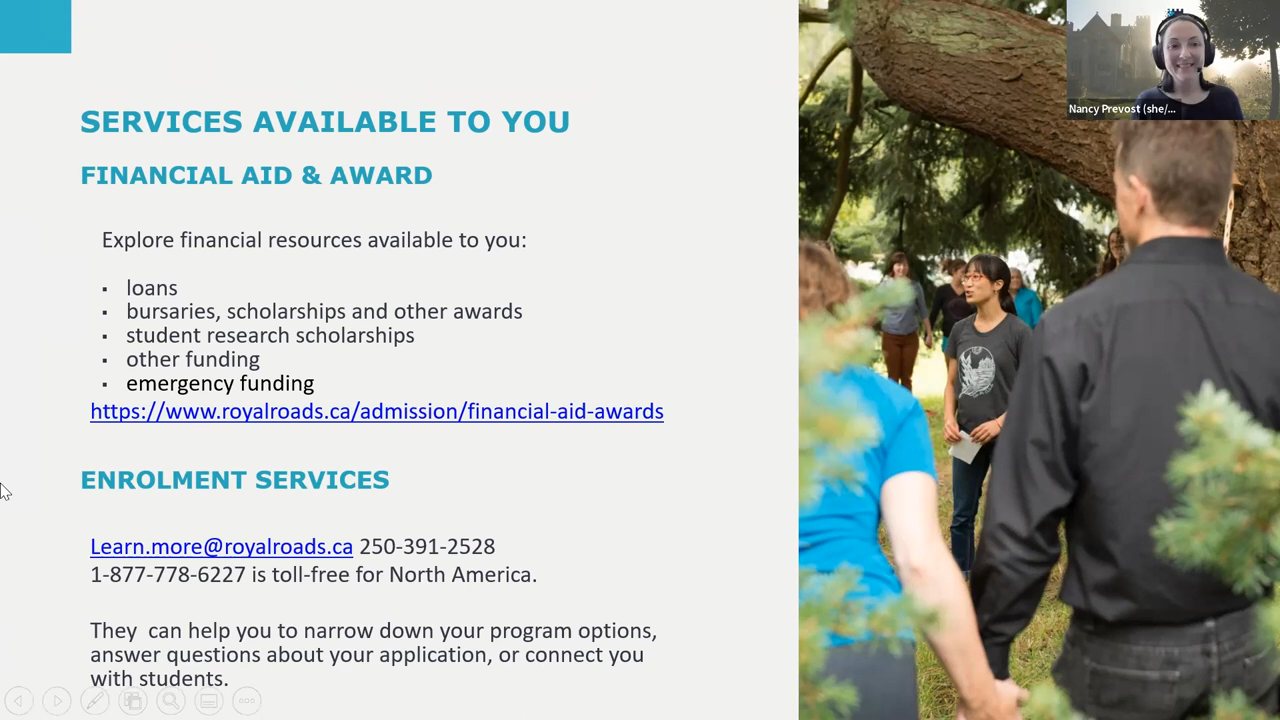 SERVICES AVAILABLE TO YOU
FINANCIAL AID & AWARD
Explore financial resources available to you:
▪ loans
▪ bursaries, scholarships and other awards
▪ student research scholarships
▪ other funding
▪ emergency funding
https://www.royalroads.ca/admission/financial-aid-awards
ENROLMENT SERVICES
Learn.more@royalroads.ca 250-391-2528
1-877-778-6227 is toll-free for North America.
They  can help you to narrow down your program options,
answer questions about your application, or connect you
with students.
Nancy Prevost (she/...